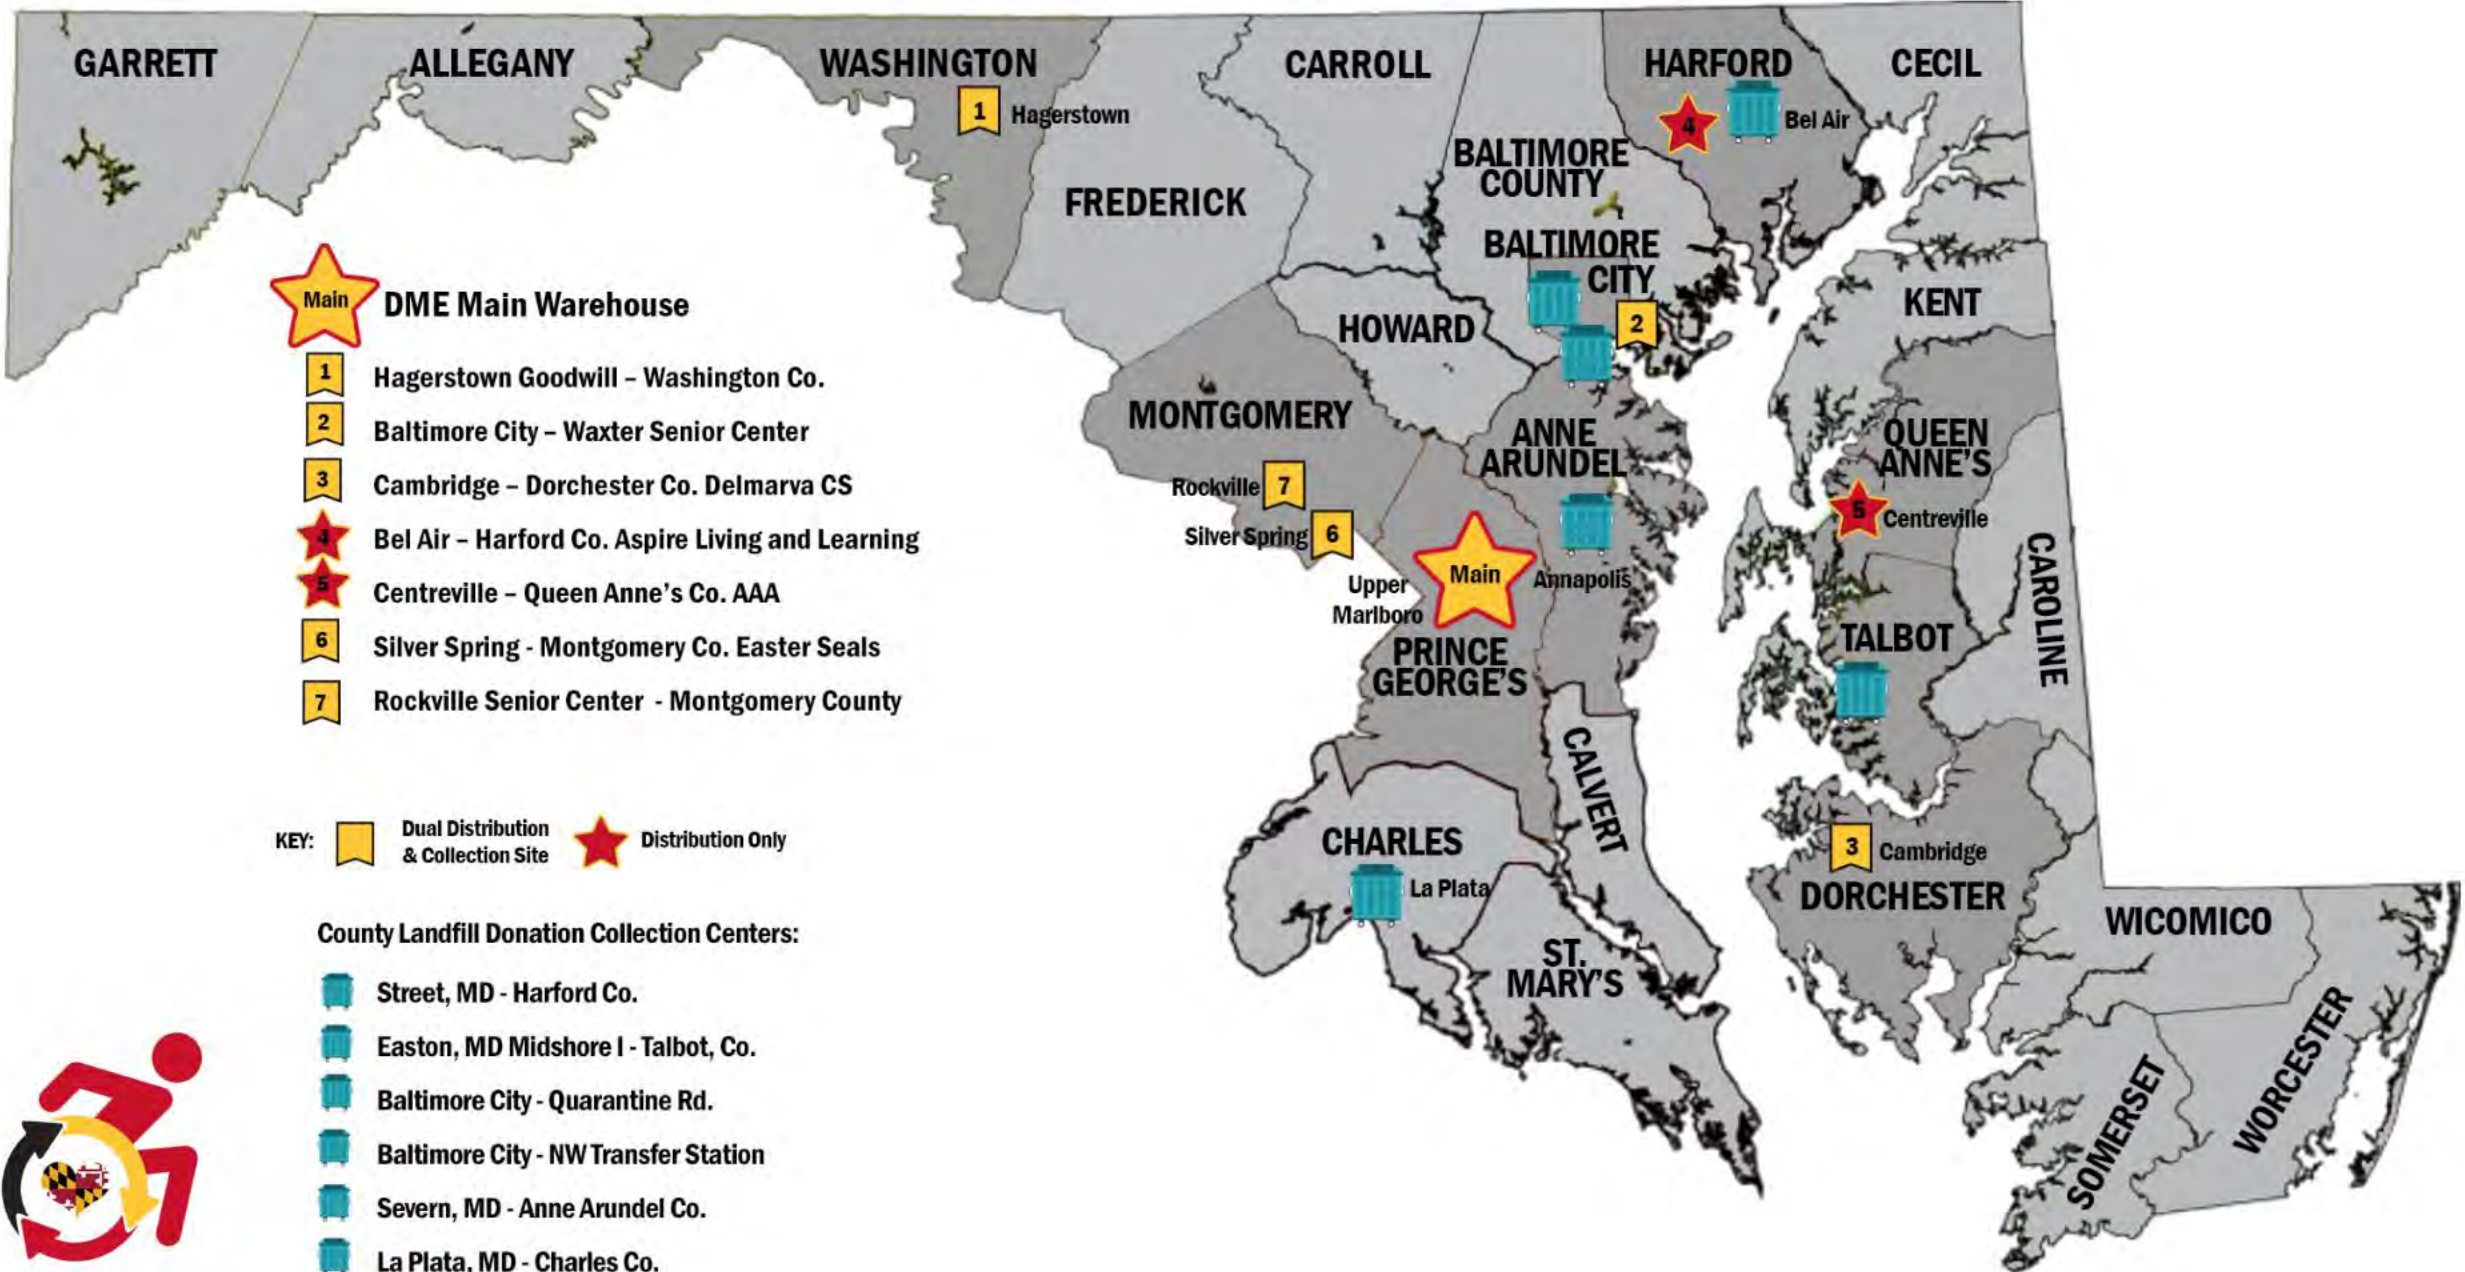 GARRETT
ALLEGANY
WASHINGTON
1 Hagerstown
FREDERICK
CARROLL
BALTIMORE
COUNTY
BALTIMORE
CITY
2
HARFORD
4
Bel Air
CECIL
KENT
HOWARD
MONTGOMERY
Rockville 7
Silver Spring 6
ANNE
ARUNDEL
Annapolis
Upper
Marlboro
Main
PRINCE
GEORGE'S
QUEEN
ANNE'S
5 Centreville
CAROLINE
TALBOT
CALVERT
CHARLES
La Plata
ST.
MARY'S
3 Cambridge
DORCHESTER
WICOMICO
SOMERSET
WORCESTER
Main DME Main Warehouse
1 Hagerstown Goodwill – Washington Co.
2 Baltimore City – Waxter Senior Center
3 Cambridge – Dorchester Co. Delmarva CS
4 Bel Air – Harford Co. Aspire Living and Learning
5 Centreville – Queen Anne's Co. AAA
6 Silver Spring - Montgomery Co. Easter Seals
7 Rockville Senior Center - Montgomery County
KEY:
Dual Distribution
& Collection Site
Distribution Only
County Landfill Donation Collection Centers:
Street, MD - Harford Co.
Easton, MD Midshore I - Talbot, Co.
Baltimore City - Quarantine Rd.
Baltimore City - NW Transfer Station
Severn, MD - Anne Arundel Co.
La Plata, MD - Charles Co.